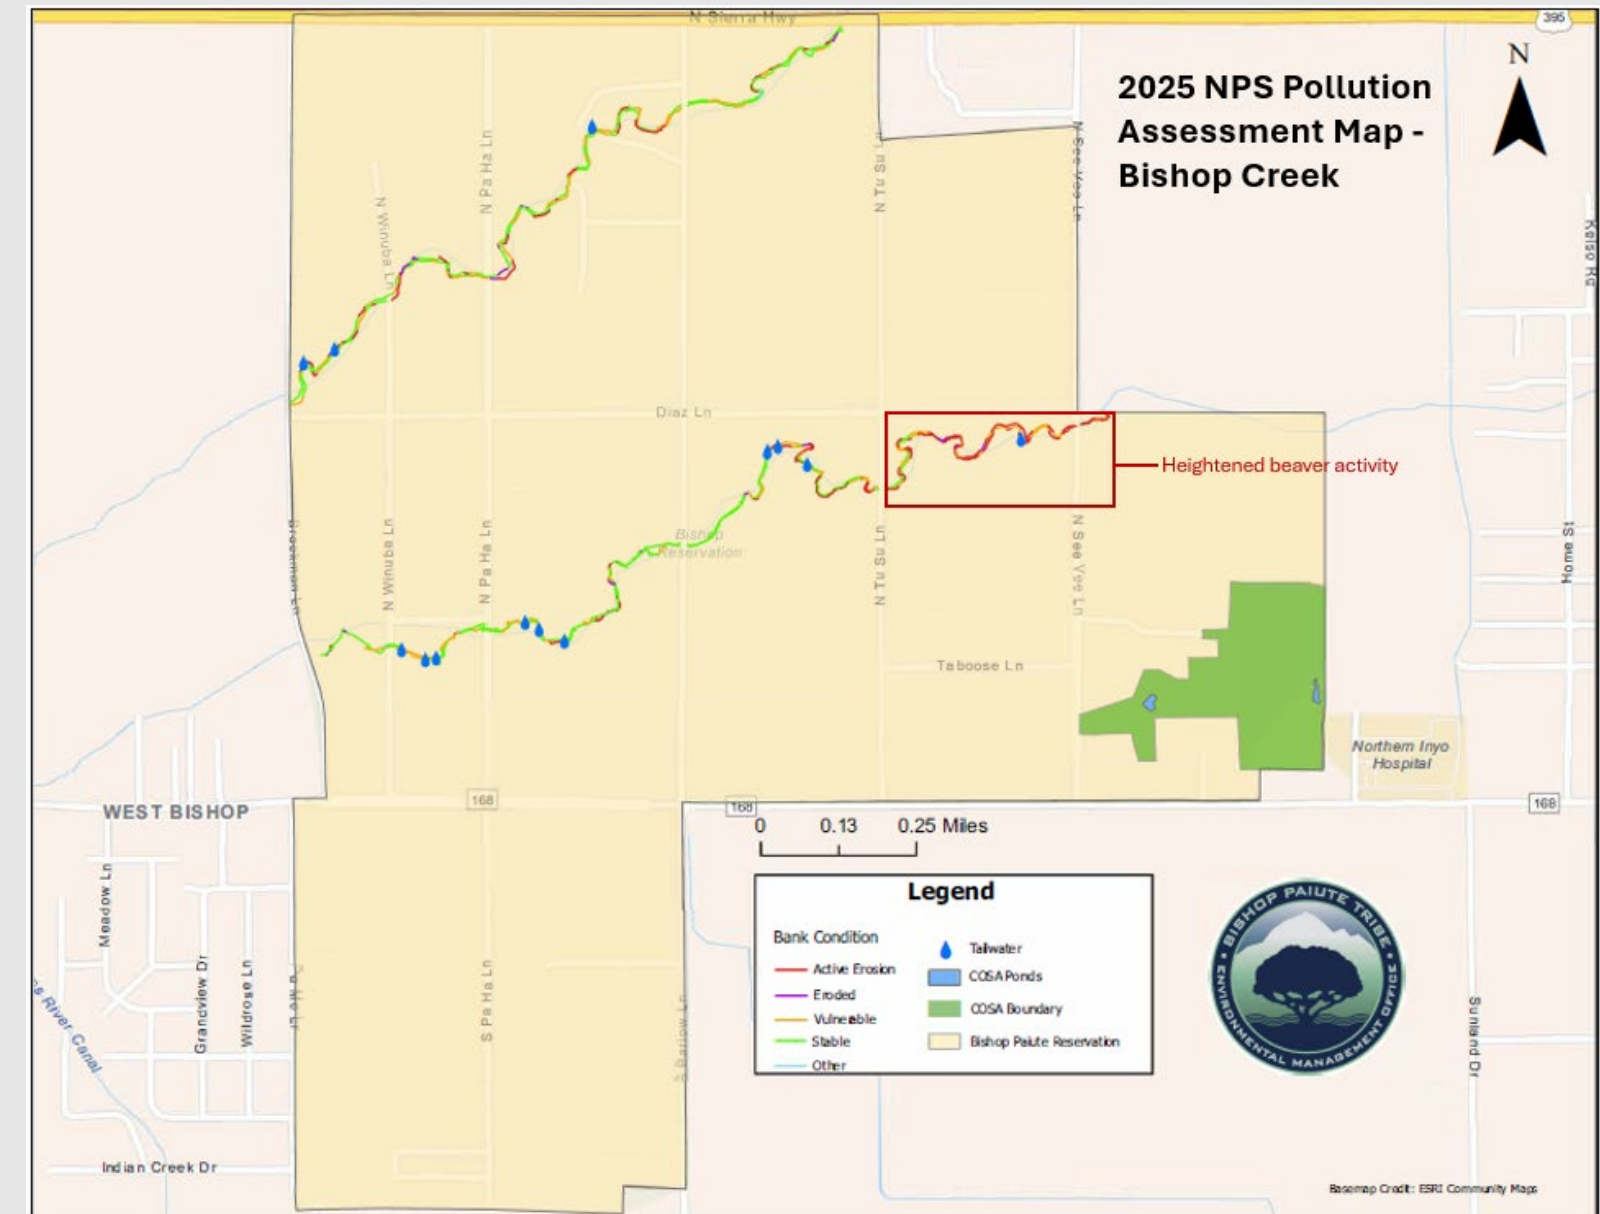 N Sierra Hwy
395
N
2025 NPS Pollution
Assessment Map -
Bishop Creek
N Pa Ha Ln
N Tu Su Ln
N See Vee Ln
N Winuba Ln
Kelso Rd
Diaz Ln
Heightened beaver activity
Bishop
Reservation
N Winuba Ln
N Pa Ha Ln
N Tu Su Ln
N See Vee Ln
Home St
Taboose Ln
Northern Inyo
Hospital
WEST BISHOP
168
168
168
0 0.13 0.25 Miles
Meadow Ln
Grandview Dr
Wildrose Ln
S Pa Ha Ln
S Barlow Ln
Sunland Dr
River Canal
Indian Creek Dr
Legend
Bank Condition
Active Erosion
Eroded
Vulneable
Stable
Other
Tailwater
COSA Ponds
COSA Boundary
Bishop Paiute Reservation
BISHOP PAIUTE TRIBE
ENVIRONMENTAL MANAGEMENT OFFICE
Basemap Credit: ESRI Community Maps